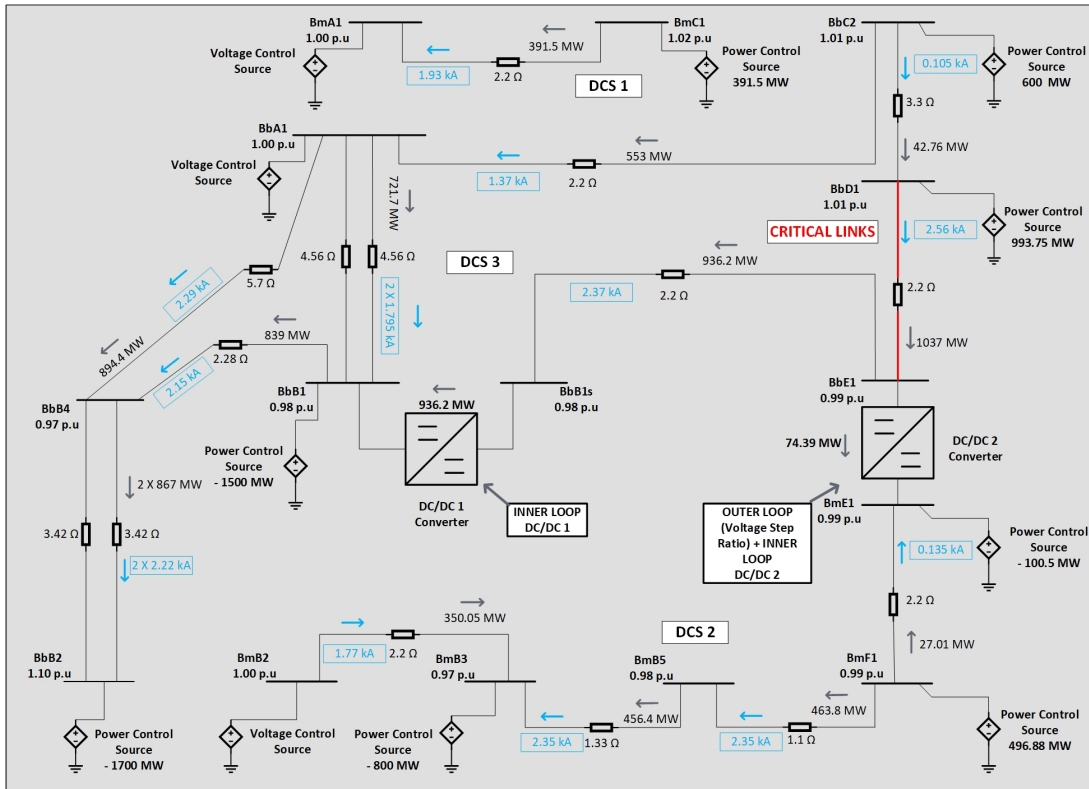 BmA1
1.00 p.u
Voltage Control
Source
1.93 kA
391.5 MW
2.2 Ω
DCS 1
BmC1
1.02 p.u
Power Control
Source
391.5 MW
BbC2
1.01 p.u
0.105 kA
Power Control
Source
600 MW
3.3 Ω
42.76 MW
BbA1
1.00 p.u
Voltage Control
Source
553 MW
1.37 kA
2.2 Ω
721.7 MW
4.56 Ω
4.56 Ω
2 X 1.795 kA
DCS 3
BbD1
1.01 p.u
CRITICAL LINKS
2.56 kA
Power Control
Source
993.75 MW
2.2 Ω
1037 MW
936.2 MW
2.37 kA
2.2 Ω
5.7 Ω
2.29 kA
894.4 MW
839 MW
2.28 Ω
2.15 kA
BbB4
0.97 p.u
BbB1
0.98 p.u
936.2 MW
BbB1s
0.98 p.u
BbE1
0.99 p.u
74.39 MW
DC/DC 2
Converter
Power Control
Source
- 1500 MW
DC/DC 1
Converter
INNER LOOP
DC/DC 1
OUTER LOOP
(Voltage Step
Ratio) + INNER
LOOP
DC/DC 2
BmE1
0.99 p.u
0.135 kA
Power Control
Source
- 100.5 MW
2.2 Ω
27.01 MW
2 X 867 MW
3.42 Ω
3.42 Ω
2 X 2.22 kA
BbB2
1.10 p.u
Power Control
Source
- 1700 MW
BmB2
1.00 p.u
Voltage Control
Source
1.77 kA
350.05 MW
2.2 Ω
BmB3
0.97 p.u
Power Control
Source
- 800 MW
DCS 2
BmB5
0.98 p.u
456.4 MW
2.35 kA
1.33 Ω
463.8 MW
2.35 kA
1.1 Ω
BmF1
0.99 p.u
Power Control
Source
496.88 MW